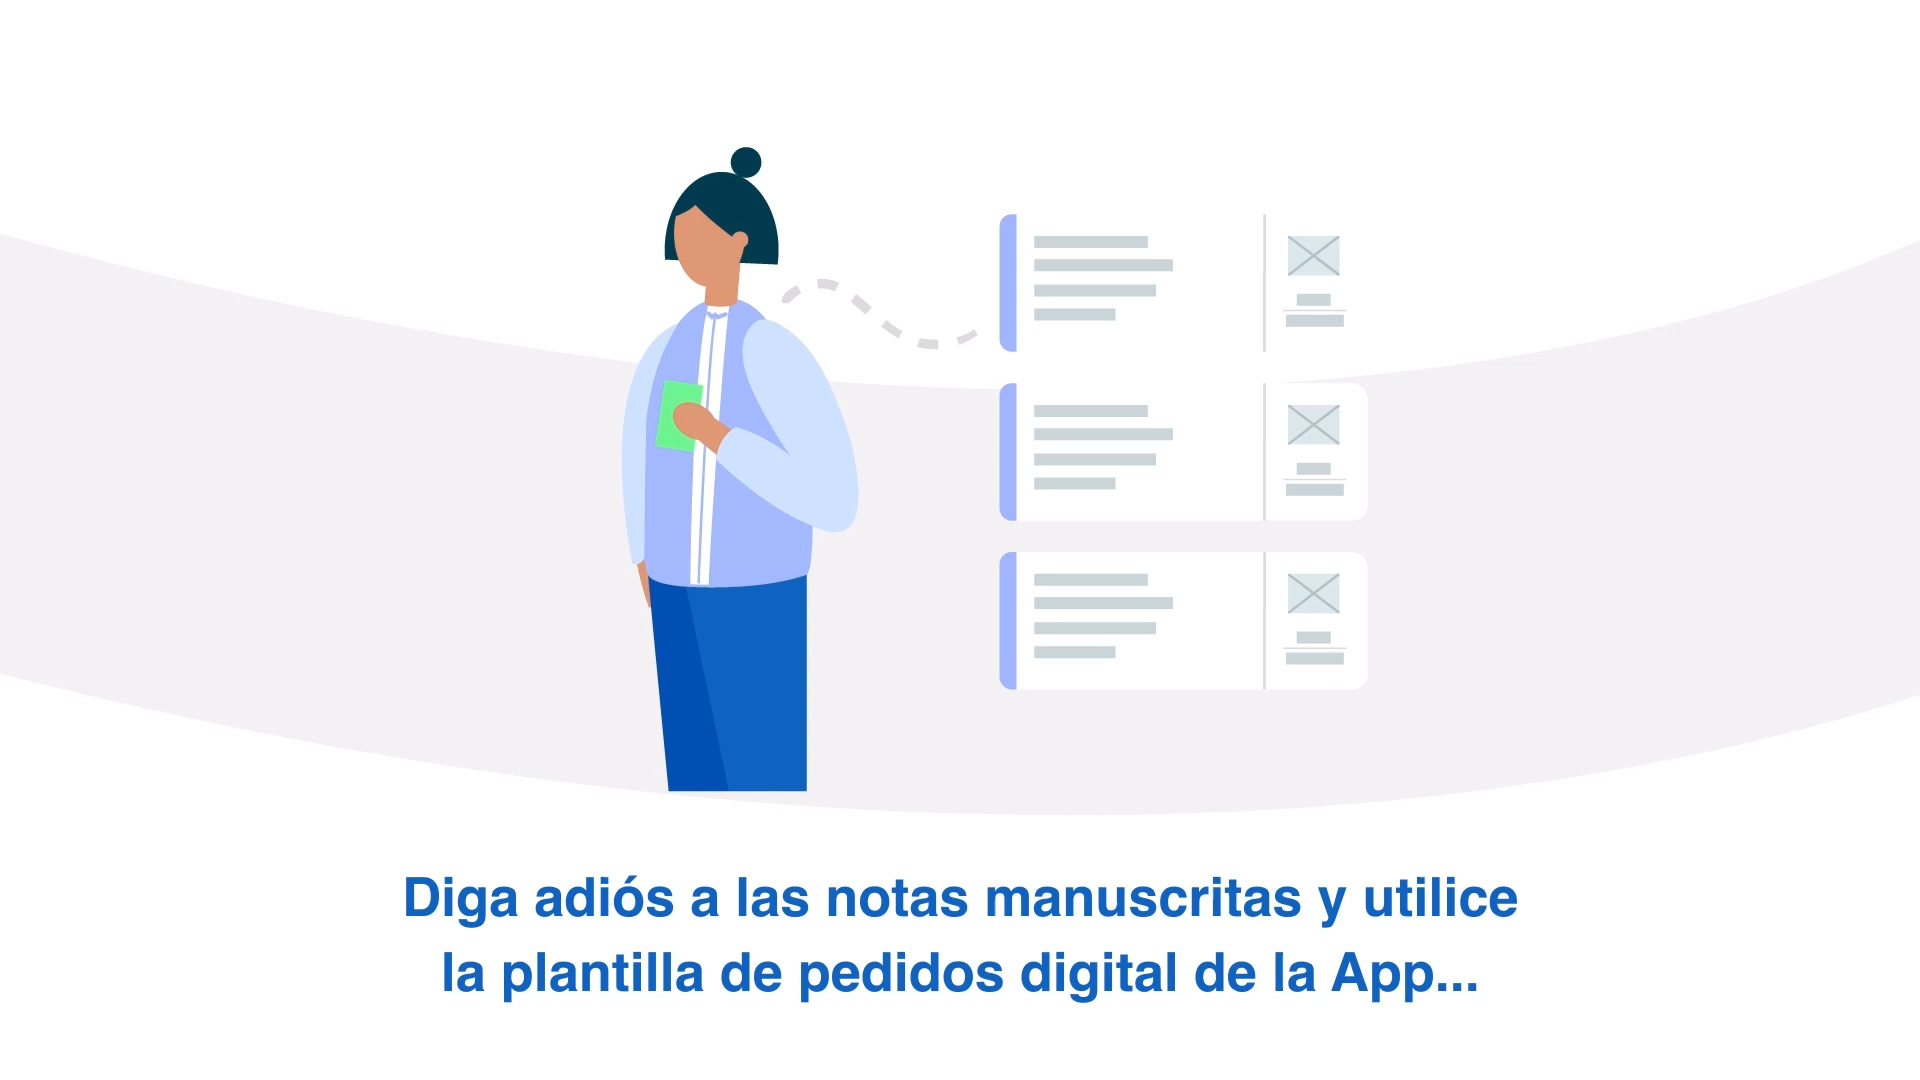 Diga adiós a las notas manuscritas y utilice
la plantilla de pedidos digital de la App...